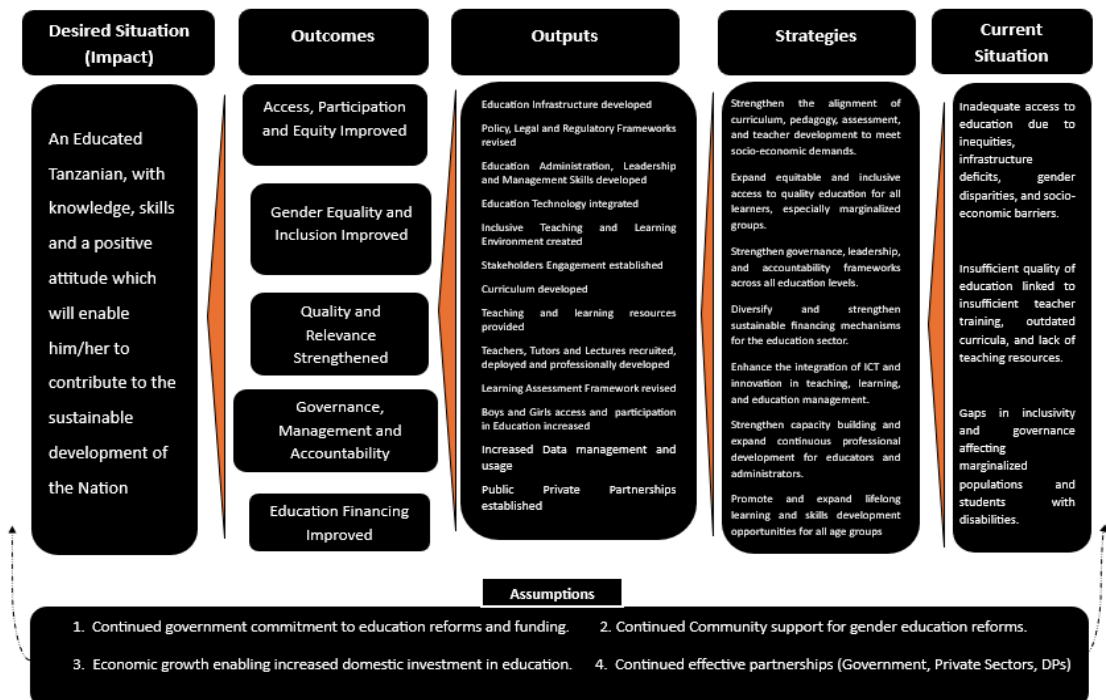 Desired Situation
(Impact)
An Educated
Tanzanian, with
knowledge, skills
and a positive
attitude which
will enable
him/her to
contribute to the
sustainable
development of
the Nation
Outcomes
Access, Participation
and Equity Improved
Gender Equality and
Inclusion Improved
Quality and
Relevance
Strengthened
Governance,
Management and
Accountability
Education Financing
Improved
Outputs
Education Infrastructure developed
Policy, Legal and Regulatory Frameworks
revised
Education Administration, Leadership
and Management Skills developed
Education Technology integrated
Inclusive Teaching and Learning
Environment created
Stakeholders Engagement established
Curriculum developed
Teaching and learning resources
provided
Teachers, Tutors and Lectures recruited,
deployed and professionally developed
Learning Assessment Framework revised
Boys and Girls access and participation
in Education increased
Increased Data management and
usage
Public Private Partnerships
established
Strategies
Strengthen the alignment of
curriculum, pedagogy, assessment,
and teacher development to meet
socio-economic demands.
Expand equitable and inclusive
access to quality education for all
learners, especially marginalized
groups.
Strengthen governance, leadership,
and accountability frameworks
across all education levels.
Diversify and strengthen
sustainable financing mechanisms
for the education sector.
Enhance the integration of ICT and
innovation in teaching, learning,
and education management.
Strengthen capacity building and
expand continuous professional
development for educators and
administrators.
Promote and expand lifelong
learning and skills development
opportunities for all age groups
Current
Situation
Inadequate access to
education due to
inequities,
infrastructure
deficits, gender
disparities, and socio-
economic barriers.
Insufficient quality of
education linked to
insufficient teacher
training, outdated
curricula, and lack of
teaching resources.
Gaps in inclusivity
and governance
affecting
marginalized
populations and
students with
disabilities.
Assumptions
1. Continued government commitment to education reforms and funding. 2. Continued Community support for gender education reforms.
3. Economic growth enabling increased domestic investment in education. 4. Continued effective partnerships (Government, Private Sectors, DPs)